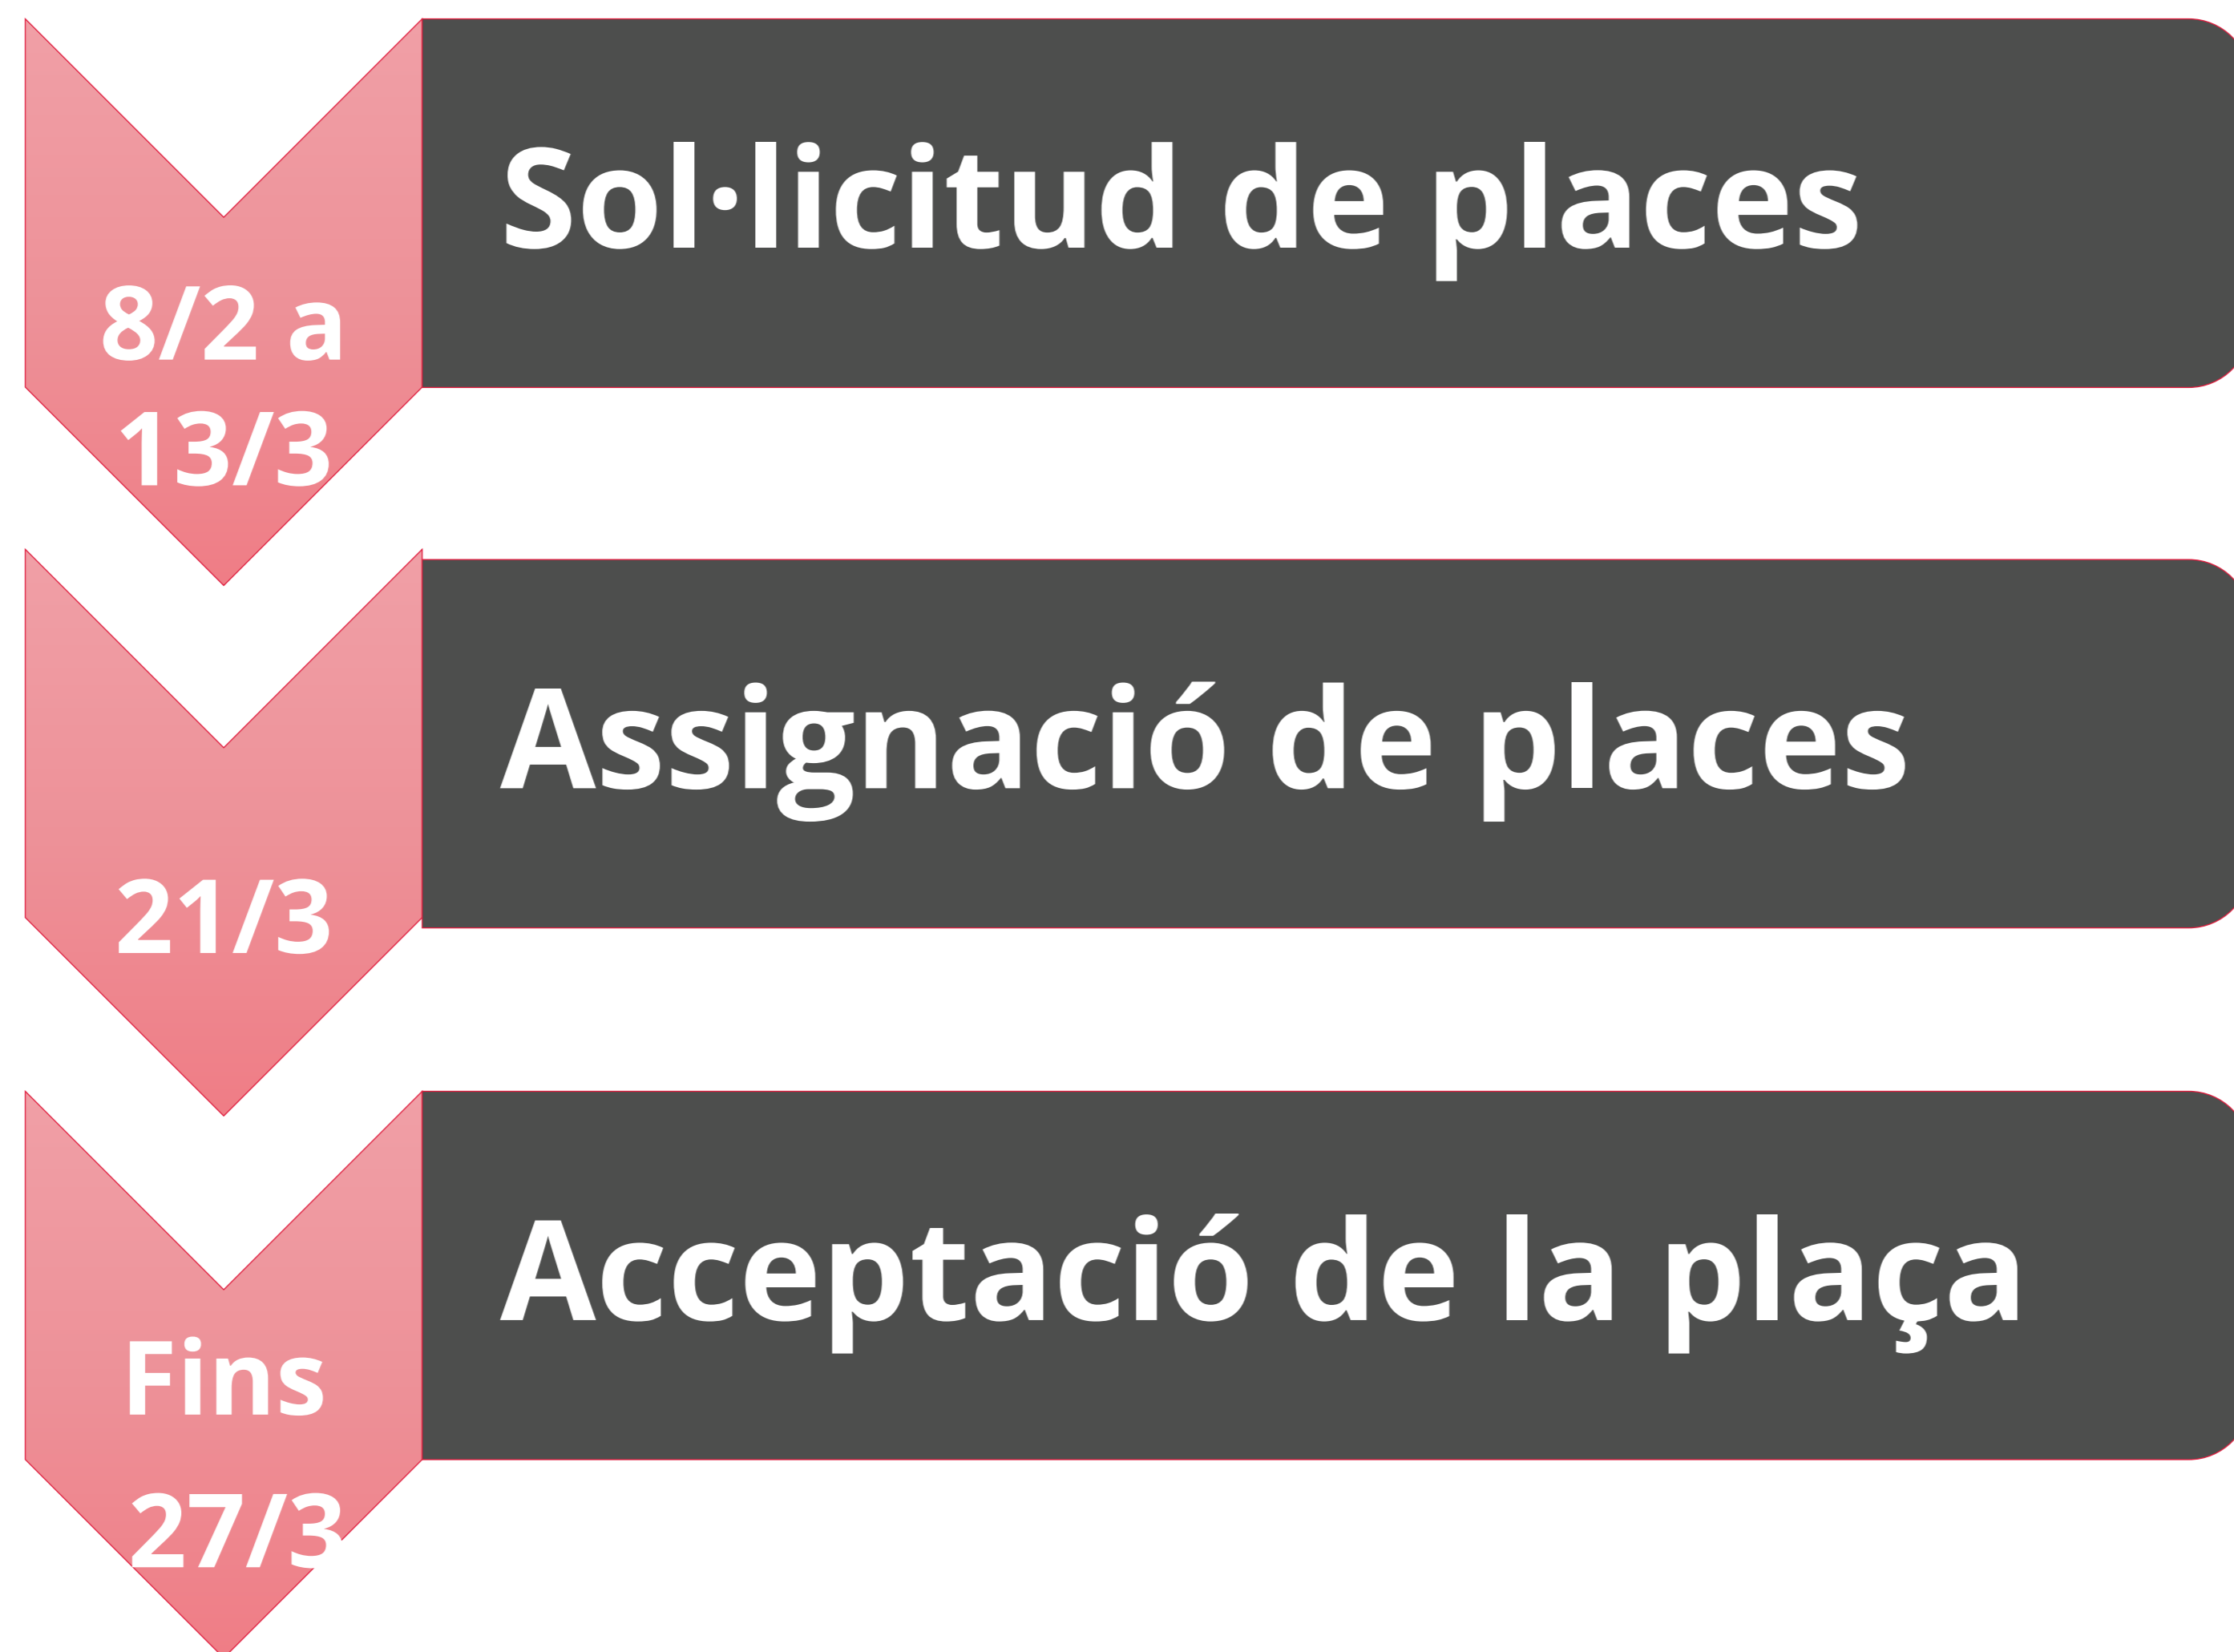 Sol·licitud de places
8/2 a
13/3
Assignació de places
21/3
Acceptació de la plaça
Fins
27/3